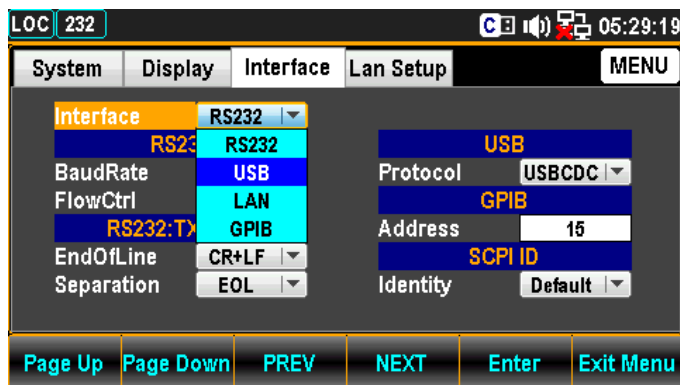 LOC 232 C 05:29:19
System Display Interface Lan Setup MENU
Interface RS232
RS232 USB
BaudRate USB Protocol USBCDC
FlowCtrl LAN GPIB
RS232:TX GPIB Address 15
EndOfLine CR+LF SCPI ID
Separation EOL Identity Default
Page Up Page Down PREV NEXT Enter Exit Menu